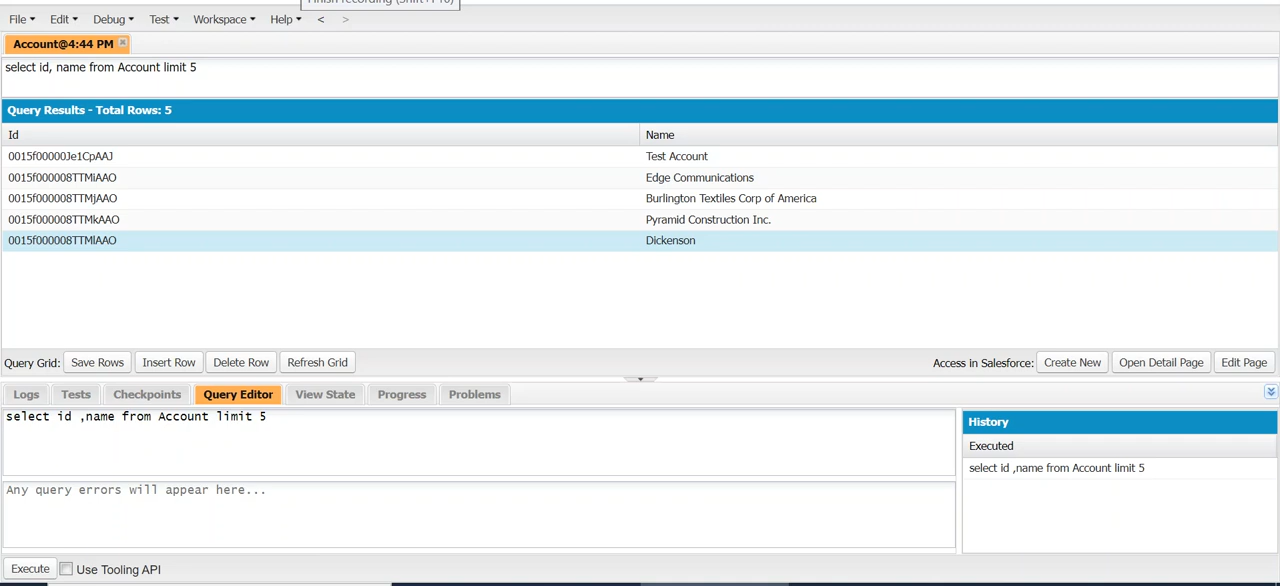 Finish recording (Shift+F10)
File Edit Debug Test Workspace Help < >
Account@4:44 PM
select id, name from Account limit 5
Query Results - Total Rows: 5
Id Name
0015f00000Je1CpAAJ Test Account
0015f000008TTMiAAO Edge Communications
0015f000008TTMjAAO Burlington Textiles Corp of America
0015f000008TTMkAAO Pyramid Construction Inc.
0015f000008TTMlAAO Dickenson
Query Grid: Save Rows Insert Row Delete Row Refresh Grid Access in Salesforce: Create New Open Detail Page Edit Page
Logs Tests Checkpoints Query Editor View State Progress Problems
select id ,name from Account limit 5
Any query errors will appear here...
History
Executed
select id ,name from Account limit 5
Execute Use Tooling API